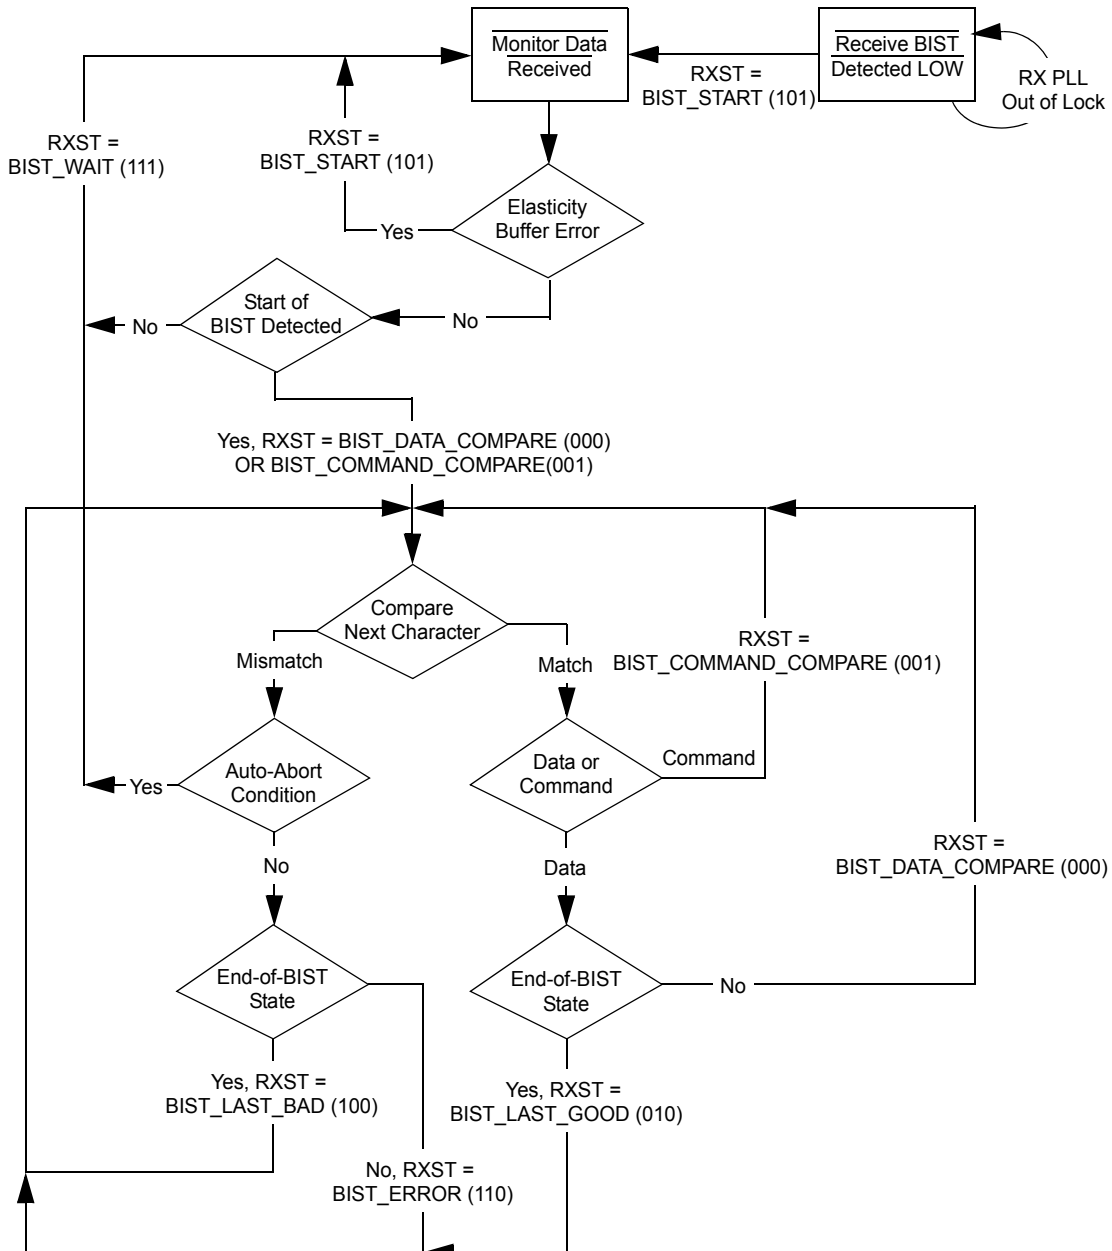 Monitor Data
Received
Receive BIST
Detected LOW
RX PLL
Out of Lock
RXST =
BIST_START (101)
RXST =
BIST_WAIT (111)
RXST =
BIST_START (101)
Elasticity
Buffer Error
Yes
Start of
BIST Detected
No
No
Yes, RXST = BIST_DATA_COMPARE (000)
OR BIST_COMMAND_COMPARE(001)
Compare
Next Character
Mismatch
Match
RXST =
BIST_COMMAND_COMPARE (001)
Auto-Abort
Condition
Yes
Data or
Command
Command
No
Data
RXST =
BIST_DATA_COMPARE (000)
End-of-BIST
State
End-of-BIST
State
No
Yes, RXST =
BIST_LAST_BAD (100)
Yes, RXST =
BIST_LAST_GOOD (010)
No, RXST =
BIST_ERROR (110)